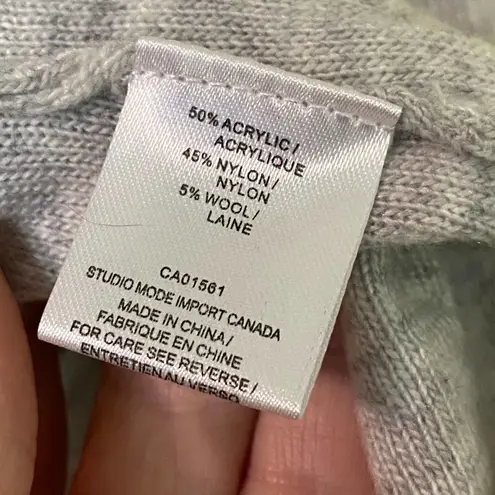 50% ACRYLIC /
ACRYLIQUE
45% NYLON /
NYLON
5% WOOL /
LAINE
CA01561
STUDIO MODE IMPORT CANADA
MADE IN CHINA /
FABRIQUE EN CHINE
FOR CARE SEE REVERSE /
ENTRETIEN AU VERSO